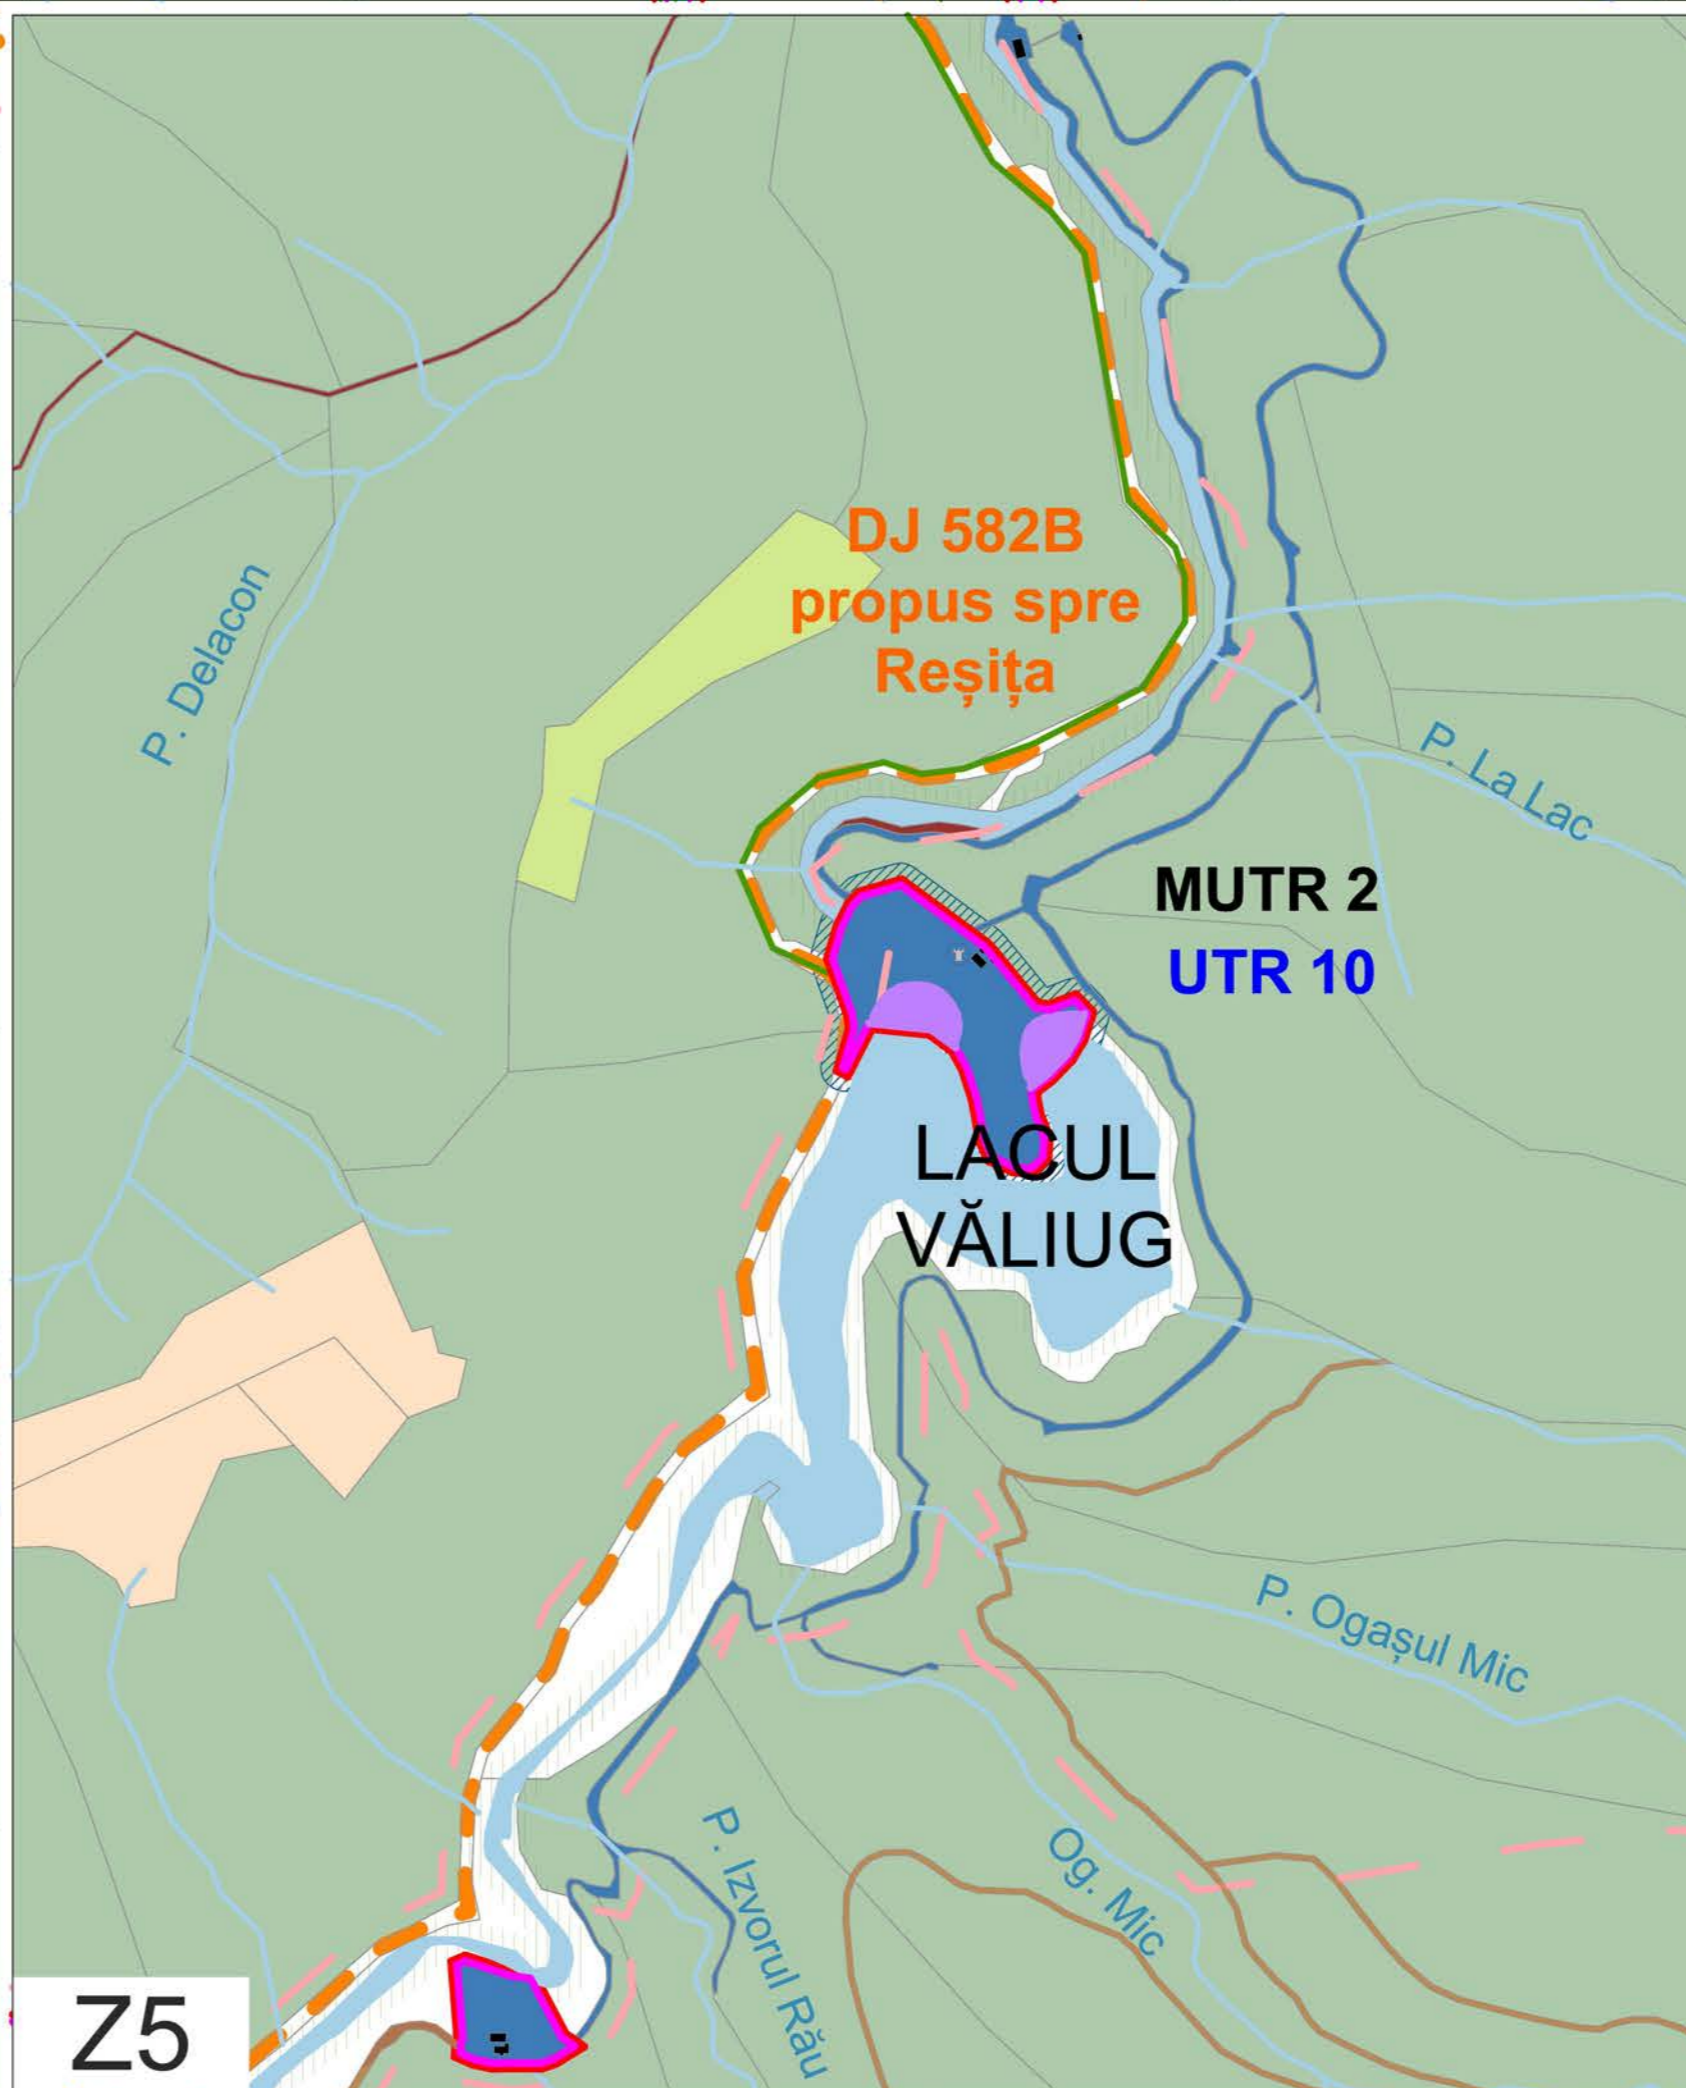 DJ 582B
propus spre
Reșița
P. Delacon
P. La Lac
MUTR 2
UTR 10
LACUL
VĂLIUG
P. Ogașul Mic
P. Izvorul Rău
Og. Mic
Z5